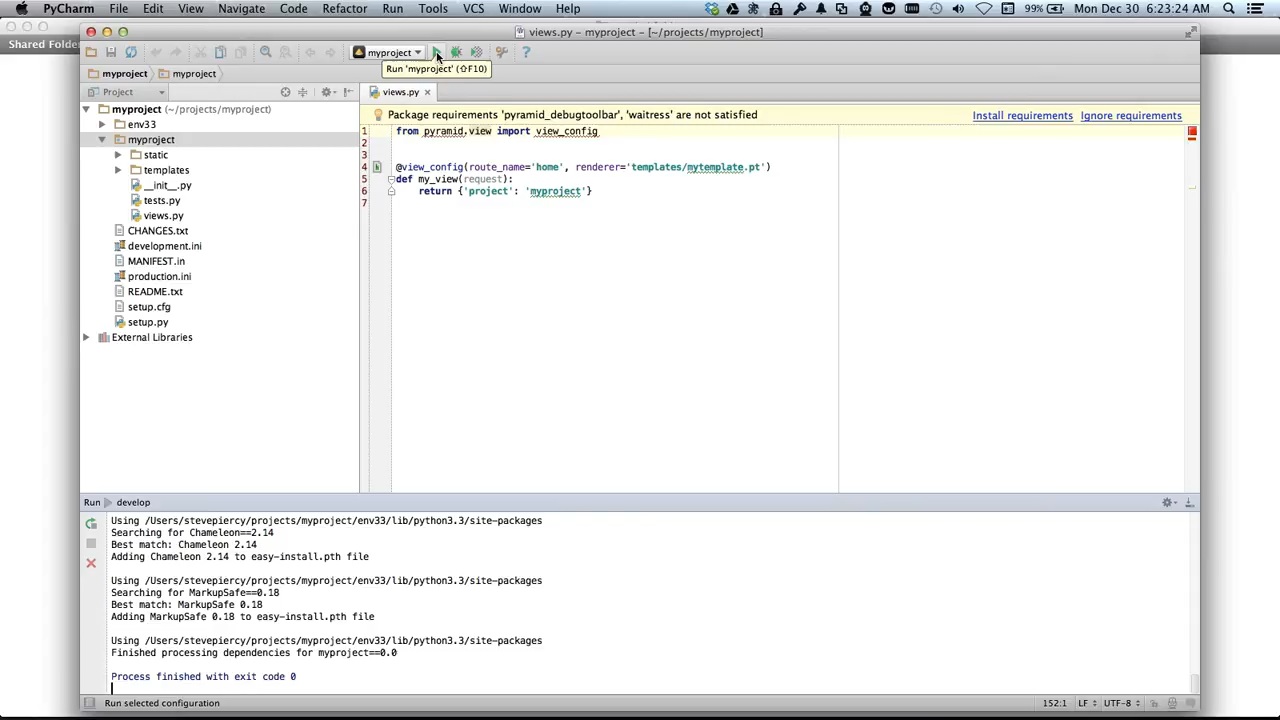 PyCharm File Edit View Navigate Code Refactor Run Tools VCS Window Help 99% Mon Dec 30 6:23:24 AM
Shared Folde
views.py – myproject – [~/projects/myproject]
myproject
Run 'myproject' (⇧F10)
myproject myproject
Project
views.py
myproject (~/projects/myproject)
env33
myproject
static
templates
__init__.py
tests.py
views.py
CHANGES.txt
development.ini
MANIFEST.in
production.ini
README.txt
setup.cfg
setup.py
External Libraries
Package requirements 'pyramid_debugtoolbar', 'waitress' are not satisfied Install requirements Ignore requirements
1 from pyramid.view import view_config
2
3
4 @view_config(route_name='home', renderer='templates/mytemplate.pt')
5 def my_view(request):
6 return {'project': 'myproject'}
7
Run develop
Using /Users/stevepiercy/projects/myproject/env33/lib/python3.3/site-packages
Searching for Chameleon==2.14
Best match: Chameleon 2.14
Adding Chameleon 2.14 to easy-install.pth file
Using /Users/stevepiercy/projects/myproject/env33/lib/python3.3/site-packages
Searching for MarkupSafe==0.18
Best match: MarkupSafe 0.18
Adding MarkupSafe 0.18 to easy-install.pth file
Using /Users/stevepiercy/projects/myproject/env33/lib/python3.3/site-packages
Finished processing dependencies for myproject==0.0
Process finished with exit code 0
Run selected configuration 152:1 LF UTF-8